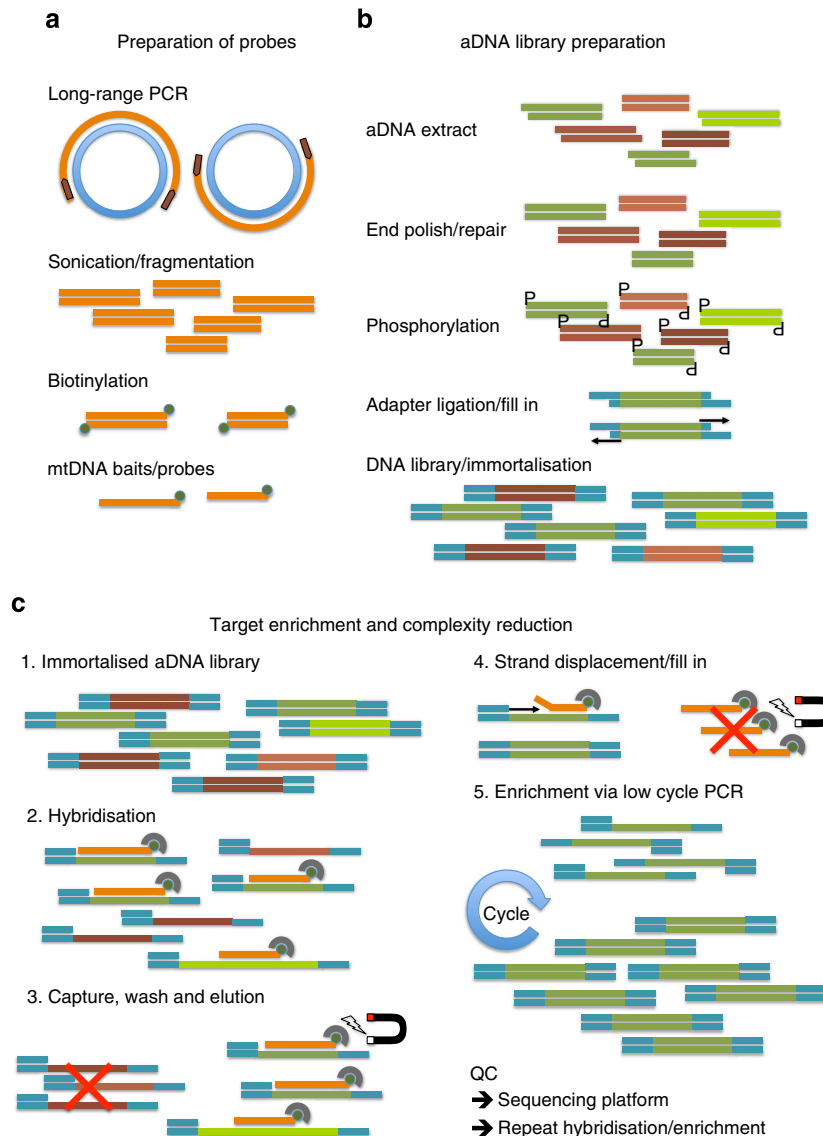 a
Preparation of probes
Long-range PCR
Sonication/fragmentation
Biotinylation
mtDNA baits/probes
b
aDNA library preparation
aDNA extract
End polish/repair
Phosphorylation
P
P
P
P
P
P
P
P
P
P
Adapter ligation/fill in
DNA library/immortalisation
c
Target enrichment and complexity reduction
1. Immortalised aDNA library
2. Hybridisation
3. Capture, wash and elution
4. Strand displacement/fill in
5. Enrichment via low cycle PCR
Cycle
QC
➔ Sequencing platform
➔ Repeat hybridisation/enrichment